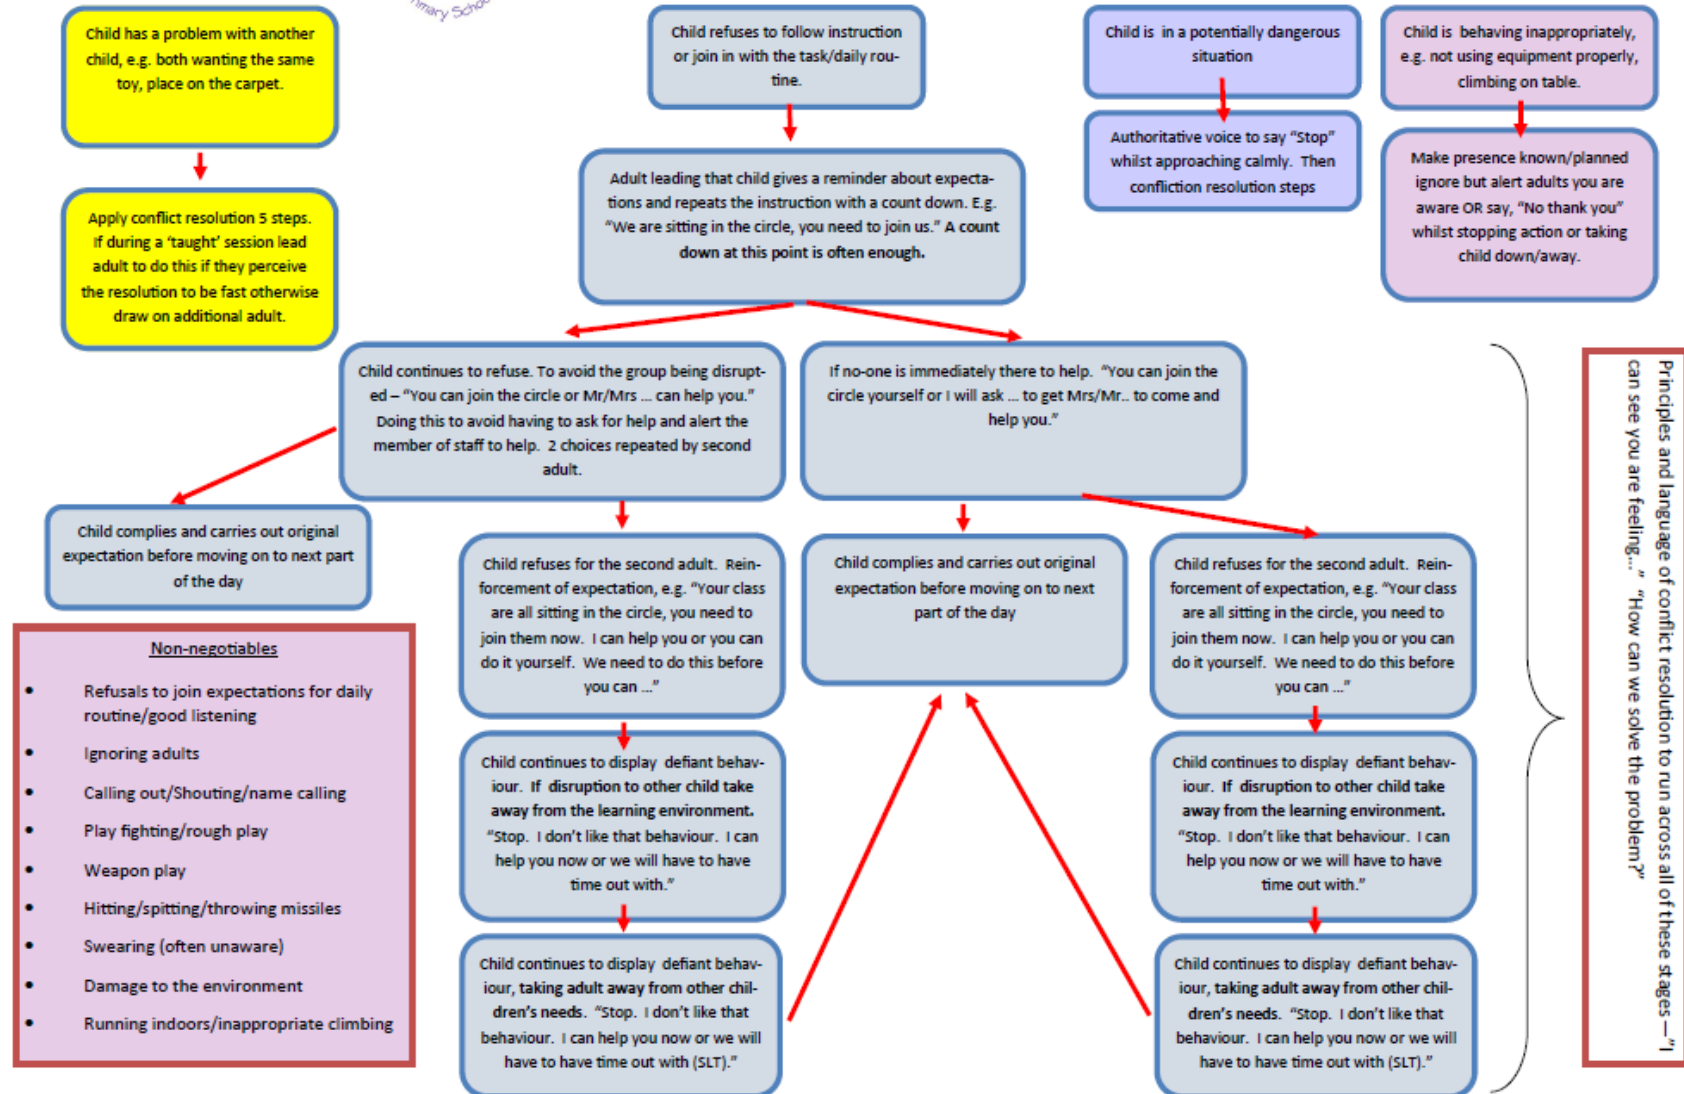 mary Schoo
Child has a problem with another
child, e.g. both wanting the same
toy, place on the carpet.
Apply conflict resolution 5 steps.
If during a ‘taught’ session lead
adult to do this if they perceive
the resolution to be fast otherwise
draw on additional adult.
Child refuses to follow instruction
or join in with the task/daily rou-
tine.
Adult leading that child gives a reminder about expecta-
tions and repeats the instruction with a count down. E.g.
“We are sitting in the circle, you need to join us.” A count
down at this point is often enough.
Child is in a potentially dangerous
situation
Authoritative voice to say “Stop”
whilst approaching calmly. Then
confliction resolution steps
Child is behaving inappropriately,
e.g. not using equipment properly,
climbing on table.
Make presence known/planned
ignore but alert adults you are
aware OR say, “No thank you”
whilst stopping action or taking
child down/away.
Child continues to refuse. To avoid the group being disrupt-
ed – “You can join the circle or Mr/Mrs ... can help you.”
Doing this to avoid having to ask for help and alert the
member of staff to help. 2 choices repeated by second
adult.
If no-one is immediately there to help. “You can join the
circle yourself or I will ask ... to get Mrs/Mr.. to come and
help you.”
Child complies and carries out original
expectation before moving on to next part
of the day
Child refuses for the second adult. Rein-
forcement of expectation, e.g. “Your class
are all sitting in the circle, you need to
join them now. I can help you or you can
do it yourself. We need to do this before
you can ...”
Child complies and carries out original
expectation before moving on to next
part of the day
Child refuses for the second adult. Rein-
forcement of expectation, e.g. “Your class
are all sitting in the circle, you need to
join them now. I can help you or you can
do it yourself. We need to do this before
you can ...”
Child continues to display defiant behav-
iour. If disruption to other child take
away from the learning environment.
“Stop. I don’t like that behaviour. I can
help you now or we will have to have
time out with.”
Child continues to display defiant behav-
iour. If disruption to other child take
away from the learning environment.
“Stop. I don’t like that behaviour. I can
help you now or we will have to have
time out with.”
Child continues to display defiant behav-
iour, taking adult away from other chil-
dren’s needs. “Stop. I don’t like that
behaviour. I can help you now or we will
have to have time out with (SLT).”
Child continues to display defiant behav-
iour, taking adult away from other chil-
dren’s needs. “Stop. I don’t like that
behaviour. I can help you now or we will
have to have time out with (SLT).”
Non-negotiables
• Refusals to join expectations for daily
routine/good listening
• Ignoring adults
• Calling out/Shouting/name calling
• Play fighting/rough play
• Weapon play
• Hitting/spitting/throwing missiles
• Swearing (often unaware)
• Damage to the environment
• Running indoors/inappropriate climbing
Principles and language of conflict resolution to run across all of these stages —“I
can see you are feeling...” “How can we solve the problem?”